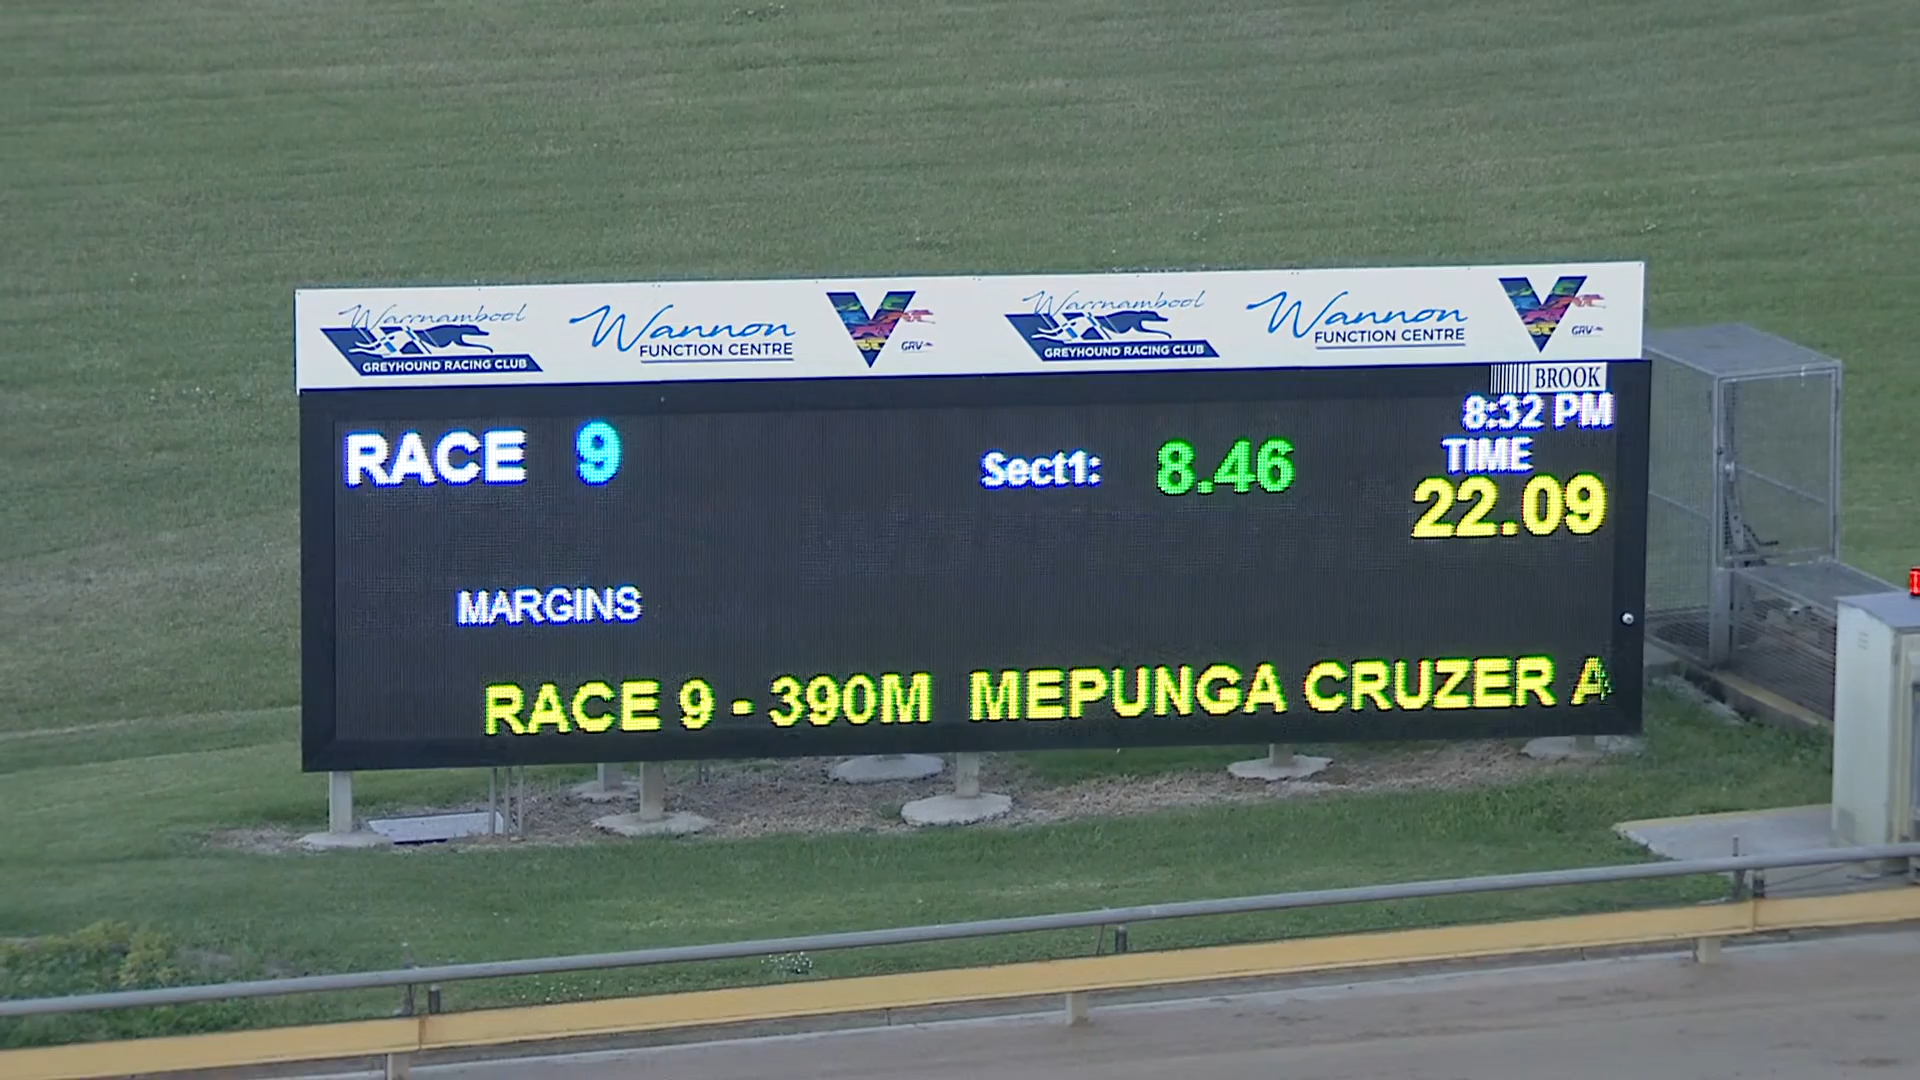 Warrnambool
GREYHOUND RACING CLUB
Wannon
FUNCTION CENTRE
V
GRV
Warrnambool
GREYHOUND RACING CLUB
Wannon
FUNCTION CENTRE
V
GRV
BROOK
8:32 PM
RACE 9
Sect1: 8.46
TIME
22.09
MARGINS
RACE 9 - 390M MEPUNGA CRUZER A